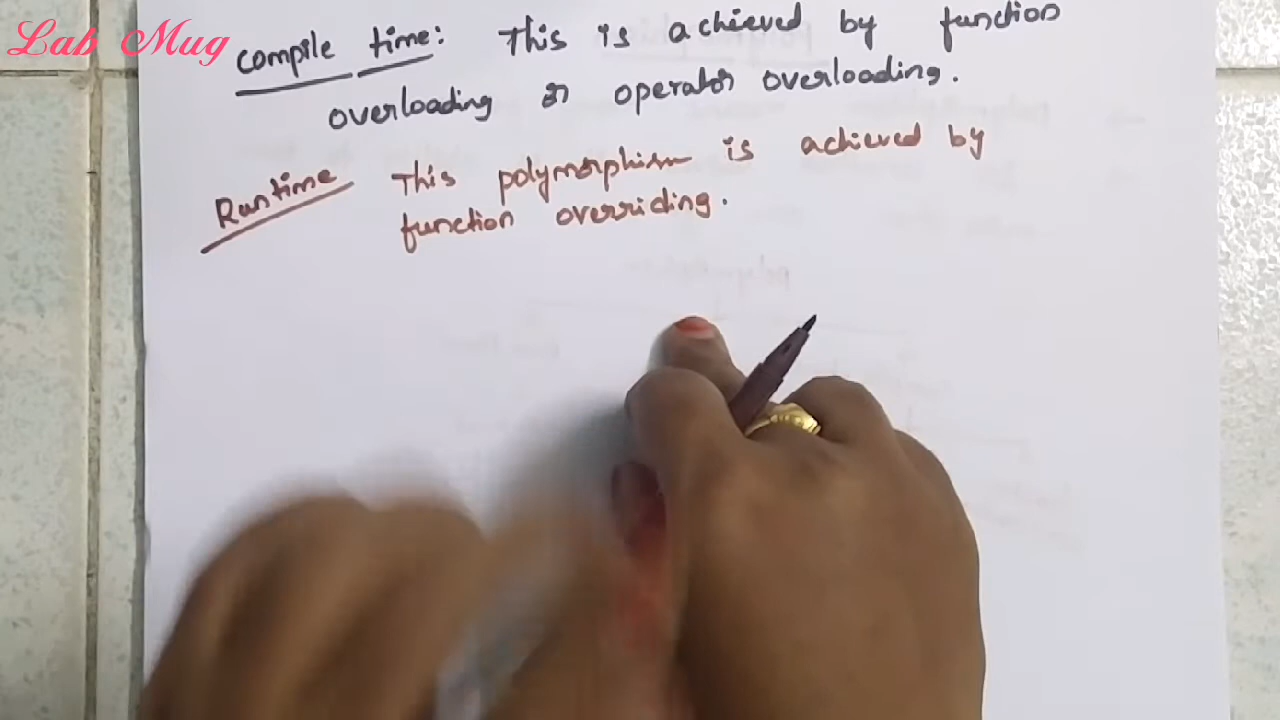 Lab Mug
compile time: This is achieved by function
overloading or operator overloading.
Runtime This polymorphism is achieved by
function overriding.